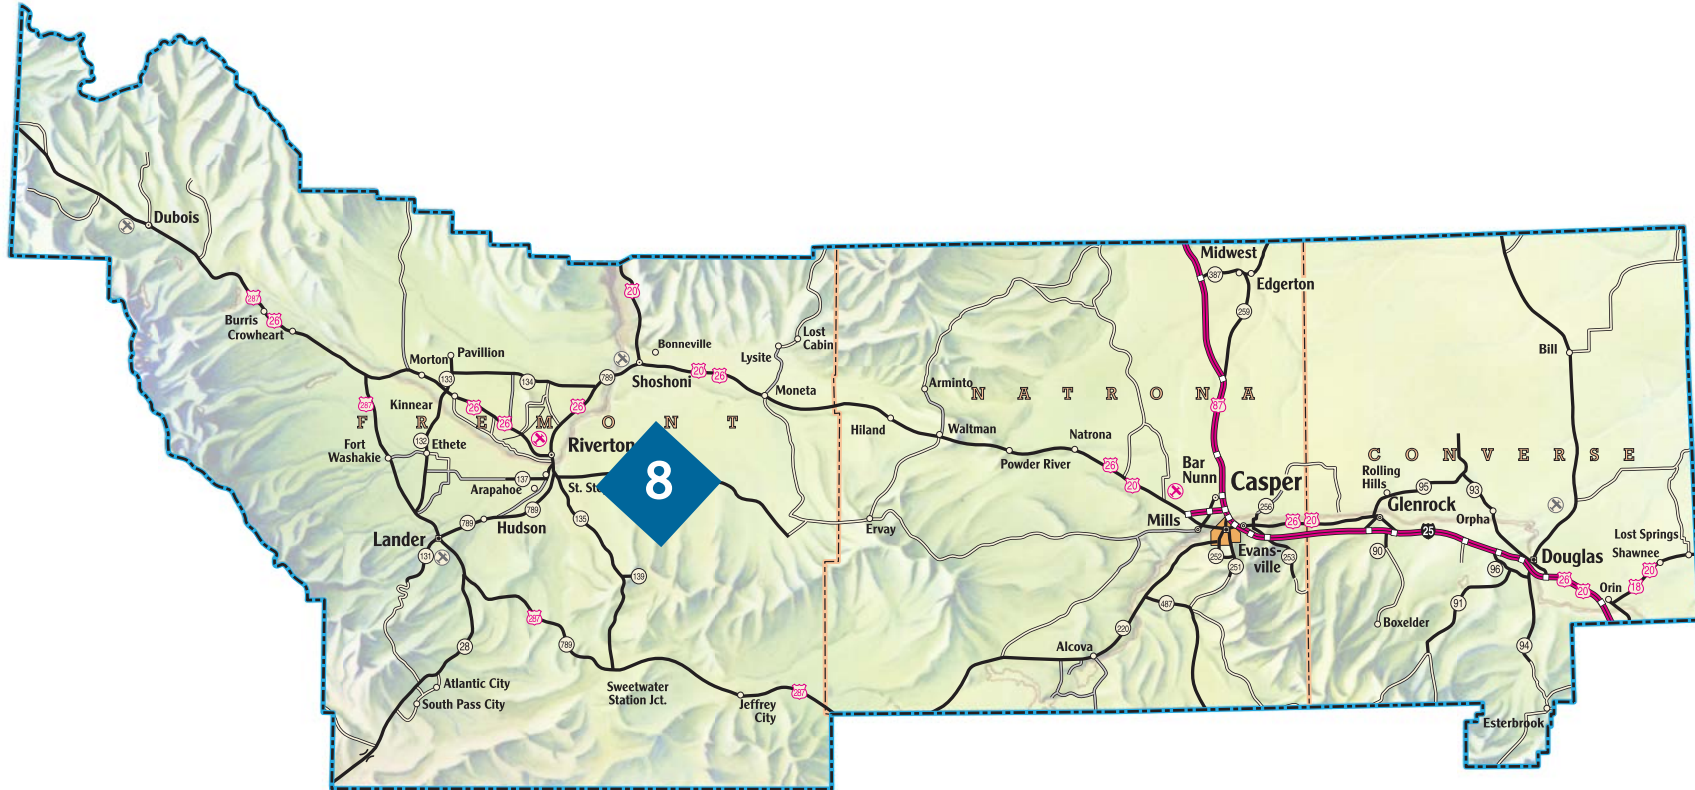 Dubois
287
Burris
26
Crowheart
20
Bonneville
Lost
Cabin
Lysite
Morton
Pavillion
133
134
789
Shoshoni
20
26
Moneta
287
Kinnear
26
26
26
F R E M O N T
132
Ethete
Fort
Washakie
Riverton
8
137
Arapahoe
St. Ste
789
789
Hudson
135
Lander
131
139
287
789
28
Atlantic City
South Pass City
Sweetwater
Station Jct.
Jeffrey
City
287
Midwest
387
Edgerton
259
Arminto
N A T R O N A
87
Hiland
Waltman
Natrona
Powder River
26
20
Bar
Nunn
Casper
Mills
256
26
20
Ervay
Evans-
ville
252
251
253
487
220
Alcova
Bill
C O N V E R S E
Rolling
Hills
95
93
Glenrock
Orpha
25
90
96
Douglas
Lost Springs
Shawnee
26
20
20
18
Orin
91
Boxelder
94
Esterbrook